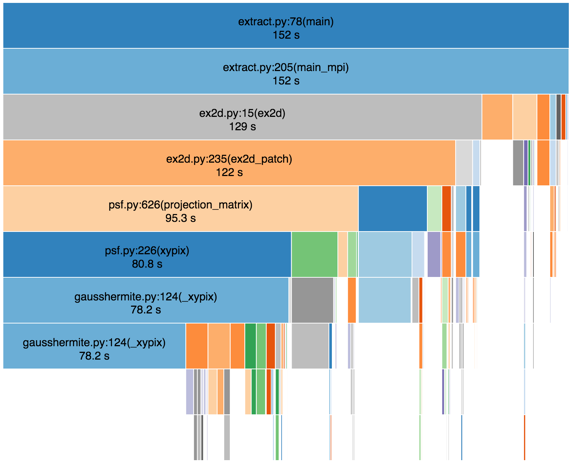 extract.py:78(main)
152 s
extract.py:205(main_mpi)
152 s
ex2d.py:15(ex2d)
129 s
ex2d.py:235(ex2d_patch)
122 s
psf.py:626(projection_matrix)
95.3 s
psf.py:226(xypix)
80.8 s
gausshermite.py:124(_xypix)
78.2 s
gausshermite.py:124(_xypix)
78.2 s